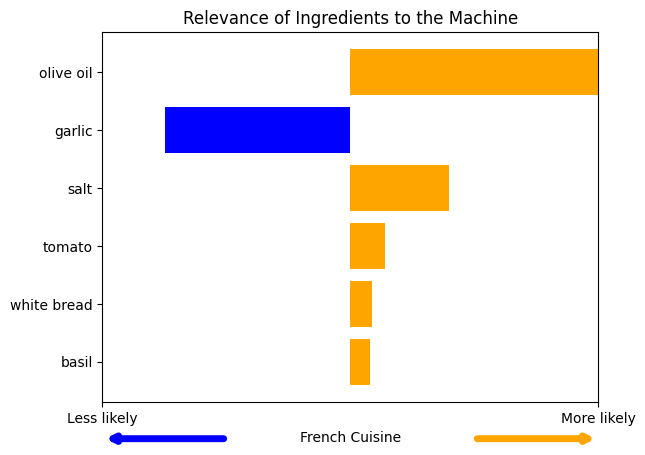 Relevance of Ingredients to the Machine
olive oil
garlic
salt
tomato
white bread
basil
Less likely
More likely
French Cuisine